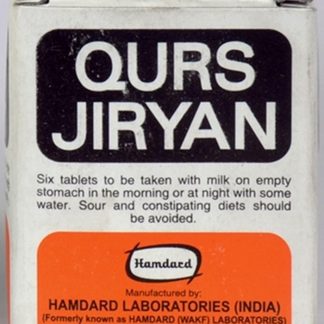 QURS
JIRYAN
Six tablets to be taken with milk on empty
stomach in the morning or at night with some
water. Sour and constipating diets should
be avoided.
Hamdard
Manufactured by:
HAMDARD LABORATORIES (INDIA)
(Formerly known as HAMDARD (WAKF) LABORATORIES)